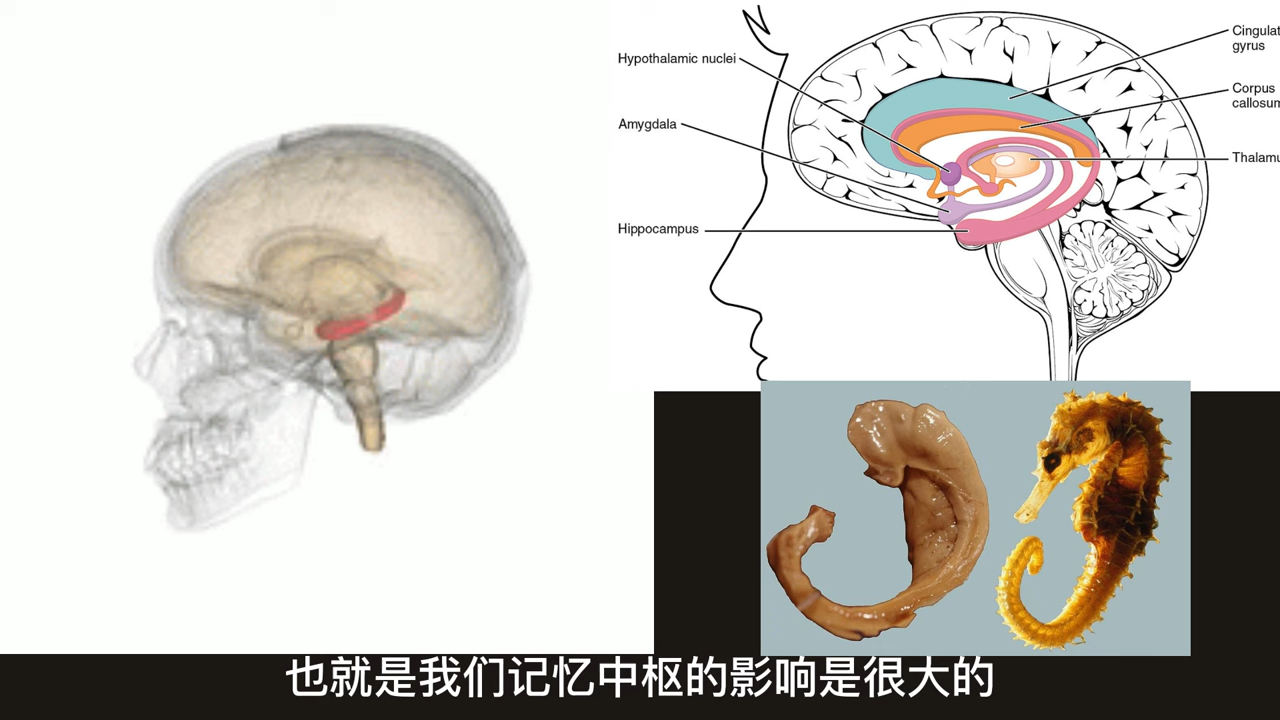 Hypothalamic nuclei
Amygdala
Hippocampus
Cingulat
gyrus
Corpus
callosum
Thalamu
也就是我们记忆中枢的影响是很大的